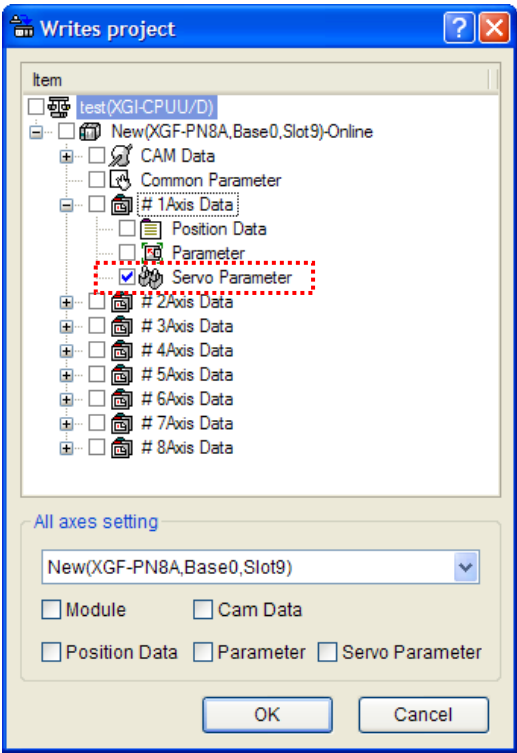 Writes project
Item
test(XGI-CPUU/D)
New(XGF-PN8A,Base0,Slot9)-Online
CAM Data
Common Parameter
# 1Axis Data
Position Data
Parameter
Servo Parameter
# 2Axis Data
# 3Axis Data
# 4Axis Data
# 5Axis Data
# 6Axis Data
# 7Axis Data
# 8Axis Data
All axes setting
New(XGF-PN8A,Base0,Slot9)
Module Cam Data
Position Data Parameter Servo Parameter
OK Cancel